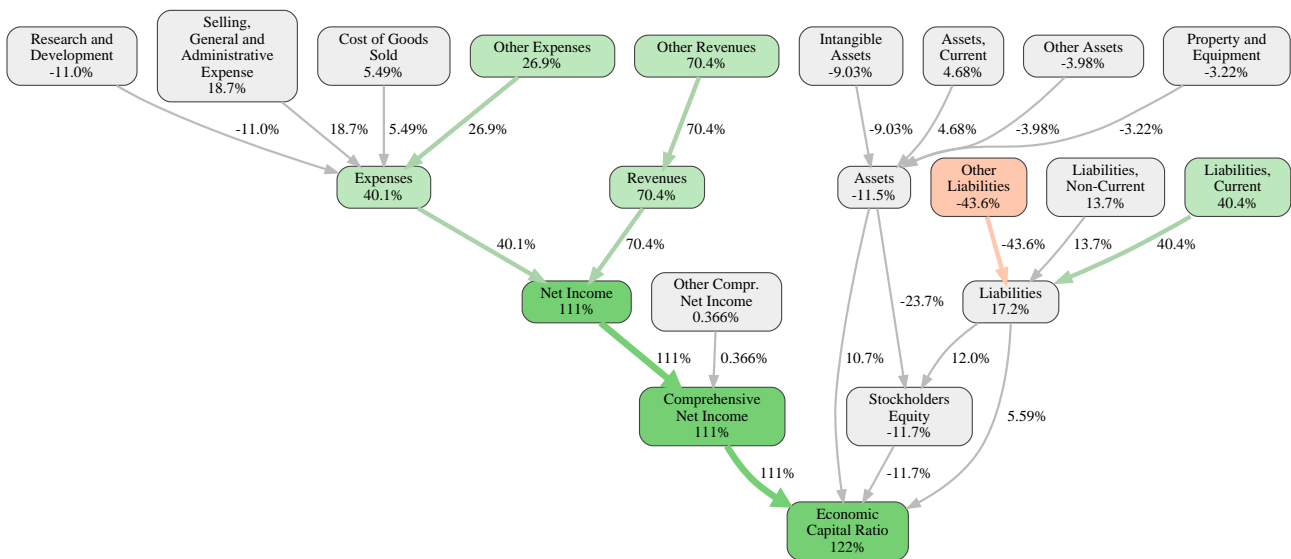 Research and
Development
-11.0%
Selling,
General and
Administrative
Expense
18.7%
Cost of Goods
Sold
5.49%
Other Expenses
26.9%
Other Revenues
70.4%
Intangible
Assets
-9.03%
Assets,
Current
4.68%
Other Assets
-3.98%
Property and
Equipment
-3.22%
-11.0%
18.7%
5.49%
26.9%
70.4%
-9.03%
4.68%
-3.98%
-3.22%
Expenses
40.1%
Revenues
70.4%
Assets
-11.5%
Other
Liabilities
-43.6%
Liabilities,
Non-Current
13.7%
Liabilities,
Current
40.4%
40.1%
70.4%
-43.6%
13.7%
40.4%
Net Income
111%
Other Compr.
Net Income
0.366%
-23.7%
Liabilities
17.2%
111%
0.366%
10.7%
12.0%
Comprehensive
Net Income
111%
Stockholders
Equity
-11.7%
5.59%
111%
-11.7%
Economic
Capital Ratio
122%